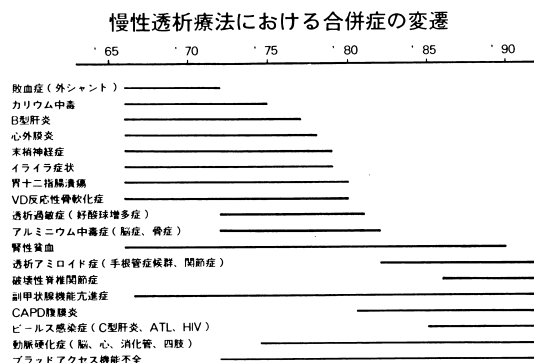 慢性透析療法における合併症の変遷
'65 '70 '75 '80 '85 '90
敗血症(外シャント)
カリウム中毒
B型肝炎
心外膜炎
末梢神経症
イライラ症状
胃十二指腸潰瘍
VD反応性骨軟化症
透析過敏症(好酸球増多症)
アルミニウム中毒症(脳症、骨症)
腎性貧血
透析アミロイド症(手根管症候群、関節症)
破壊性脊椎関節症
副甲状腺機能亢進症
CAPD腹膜炎
ビールス感染症(C型肝炎、ATL、HIV)
動脈硬化症(脳、心、消化管、四肢)
ブラッドアクセス機能不全